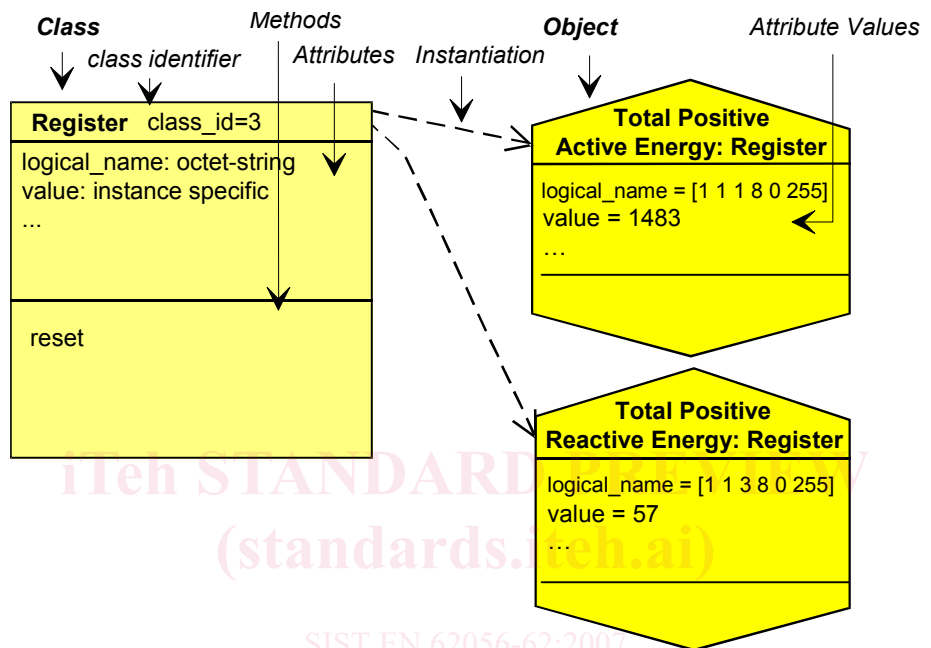 Class
Methods
Object
Attribute Values
class identifier
Attributes
Instantiation
Register class_id=3
logical_name: octet-string
value: instance specific
...
reset
Total Positive
Active Energy: Register
logical_name = [1 1 1 8 0 255]
value = 1483
...
Total Positive
Reactive Energy: Register
logical_name = [1 1 3 8 0 255]
value = 57
...
iTeh STANDARD PREVIEW
(standards.iteh.ai)
SIST EN 62056-62:2007